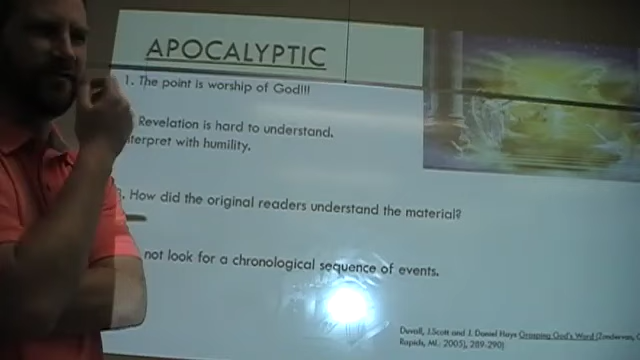 APOCALYPTIC
1. The point is worship of God!!!
Revelation is hard to understand.
nterpret with humility.
3. How did the original readers understand the material?
not look for a chronological sequence of events.
Duvall, J.Scott and J. Daniel Hays Grasping God's Word (Zondervan,
Rapids, MI. 2005), 289-290)